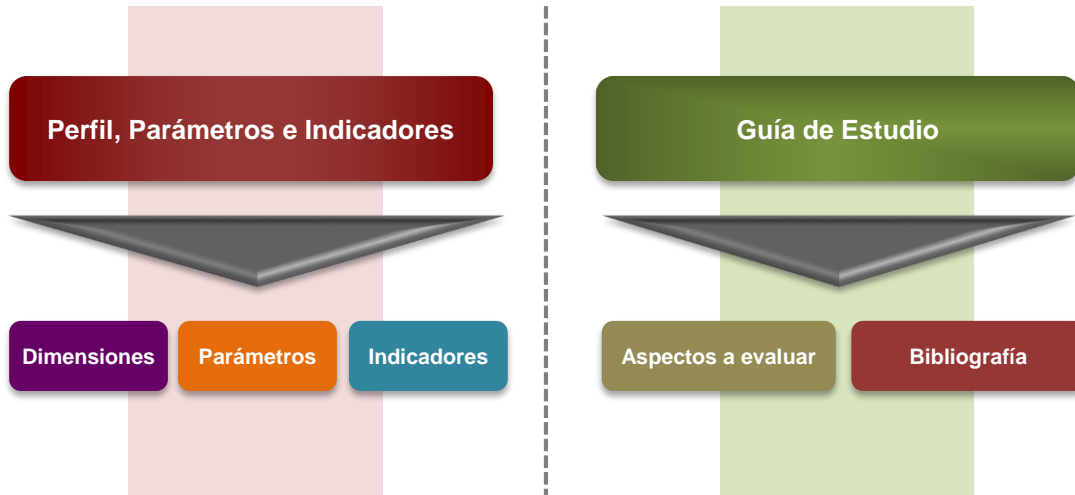 Perfil, Parámetros e Indicadores
Dimensiones
Parámetros
Indicadores
Guía de Estudio
Aspectos a evaluar
Bibliografía